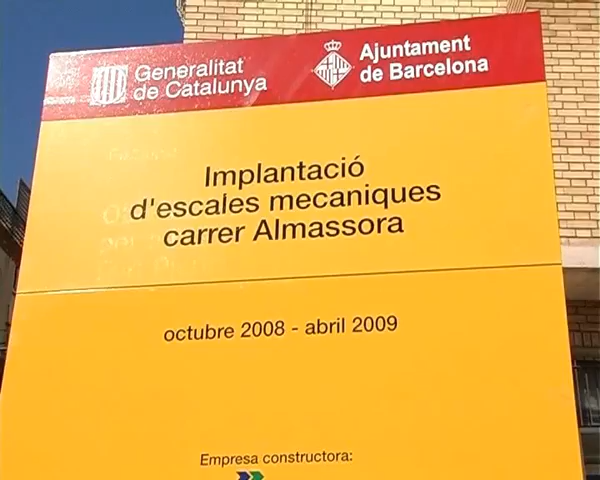 Generalitat
de Catalunya
Ajuntament
de Barcelona
Implantació
d'escales mecaniques
carrer Almassora
octubre 2008 - abril 2009
Empresa constructora: